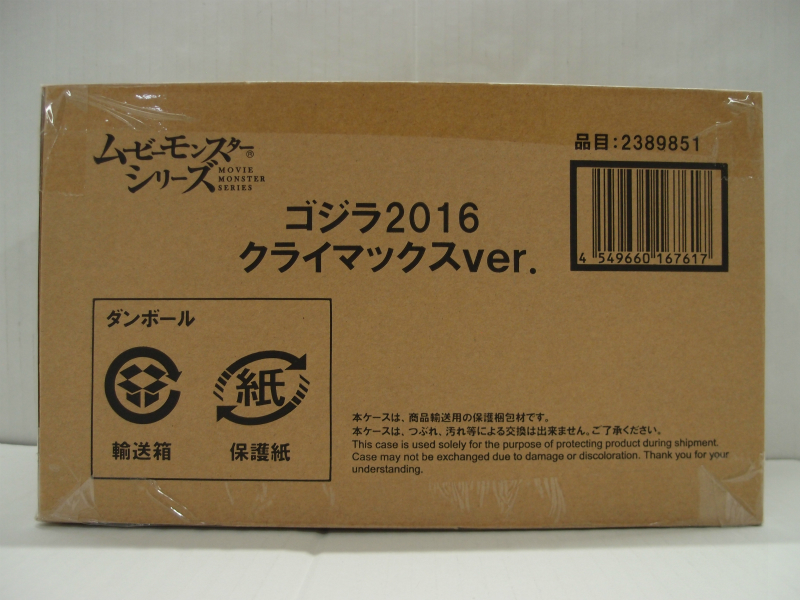 ムービーモンスター®
シリーズ
MOVIE
MONSTER
SERIES
品目:2389851
4 549660 167617
ゴジラ2016
クライマックスver.
ダンボール
紙
輸送箱
保護紙
本ケースは、商品輸送用の保護梱包材です。
本ケースは、つぶれ、汚れ等による交換は出来ません。ご了承ください。
This case is used solely for the purpose of protecting product during shipment.
Case may not be exchanged due to damage or discoloration. Thank you for your
understanding.